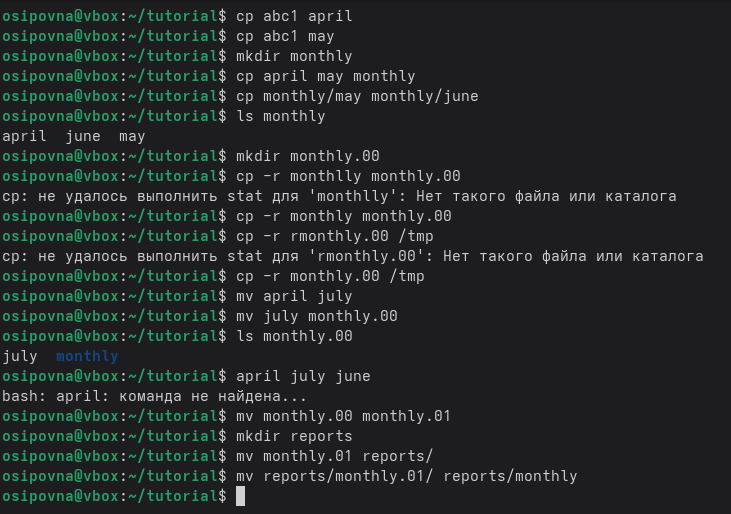 osipovna@vbox:~/tutorial$ cp abc1 april
osipovna@vbox:~/tutorial$ cp abc1 may
osipovna@vbox:~/tutorial$ mkdir monthly
osipovna@vbox:~/tutorial$ cp april may monthly
osipovna@vbox:~/tutorial$ cp monthly/may monthly/june
osipovna@vbox:~/tutorial$ ls monthly
april  june  may
osipovna@vbox:~/tutorial$ mkdir monthly.00
osipovna@vbox:~/tutorial$ cp -r monthlly monthly.00
cp: не удалось выполнить stat для 'monthlly': Нет такого файла или каталога
osipovna@vbox:~/tutorial$ cp -r monthly monthly.00
osipovna@vbox:~/tutorial$ cp -r rmonthly.00 /tmp
cp: не удалось выполнить stat для 'rmonthly.00': Нет такого файла или каталога
osipovna@vbox:~/tutorial$ cp -r monthly.00 /tmp
osipovna@vbox:~/tutorial$ mv april july
osipovna@vbox:~/tutorial$ mv july monthly.00
osipovna@vbox:~/tutorial$ ls monthly.00
july  monthly
osipovna@vbox:~/tutorial$ april july june
bash: april: команда не найдена...
osipovna@vbox:~/tutorial$ mv monthly.00 monthly.01
osipovna@vbox:~/tutorial$ mkdir reports
osipovna@vbox:~/tutorial$ mv monthly.01 reports/
osipovna@vbox:~/tutorial$ mv reports/monthly.01/ reports/monthly
osipovna@vbox:~/tutorial$